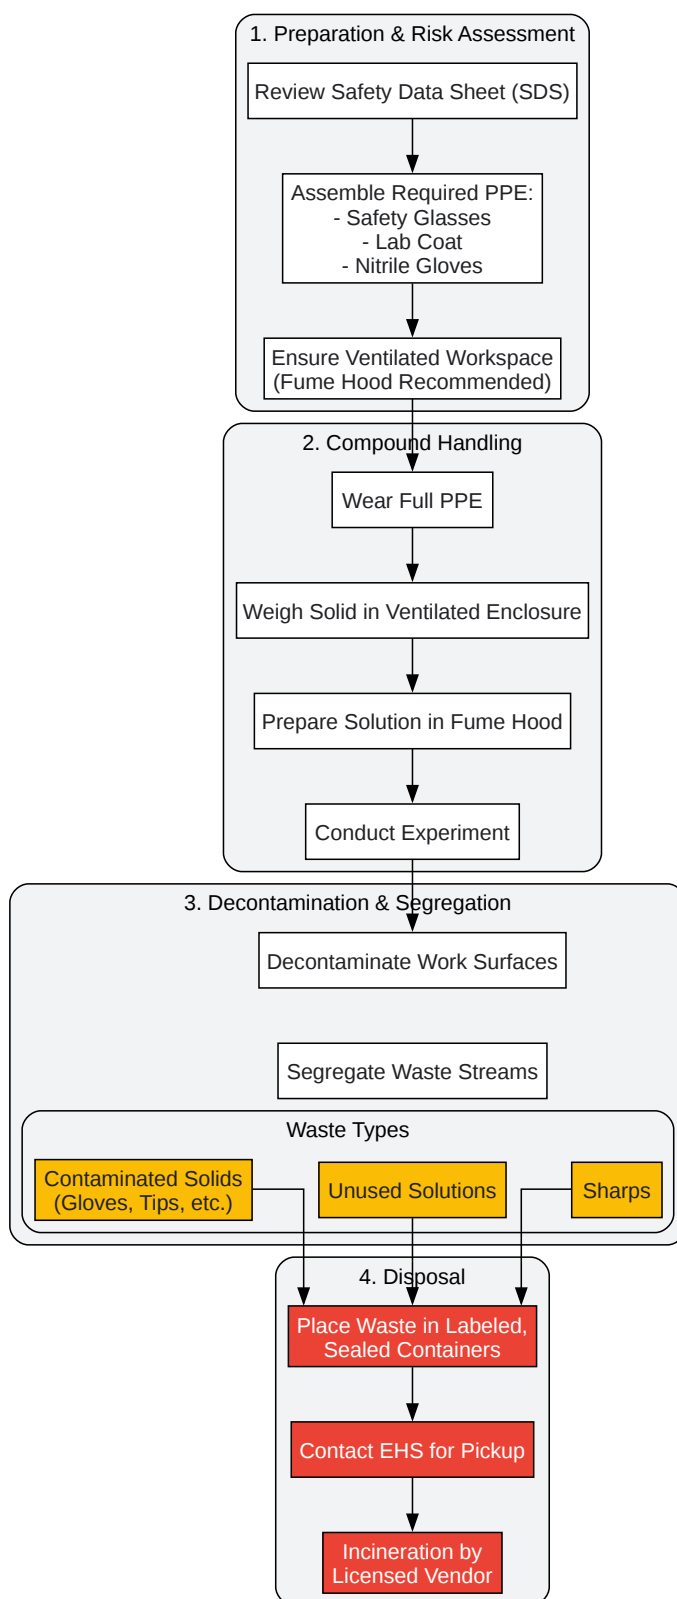 1. Preparation & Risk Assessment
Review Safety Data Sheet (SDS)
Assemble Required PPE:
- Safety Glasses
- Lab Coat
- Nitrile Gloves
Ensure Ventilated Workspace
(Fume Hood Recommended)
2. Compound Handling
Wear Full PPE
Weigh Solid in Ventilated Enclosure
Prepare Solution in Fume Hood
Conduct Experiment
3. Decontamination & Segregation
Decontaminate Work Surfaces
Segregate Waste Streams
Waste Types
Contaminated Solids
(Gloves, Tips, etc.)
Unused Solutions
Sharps
4. Disposal
Place Waste in Labeled,
Sealed Containers
Contact EHS for Pickup
Incineration by
Licensed Vendor